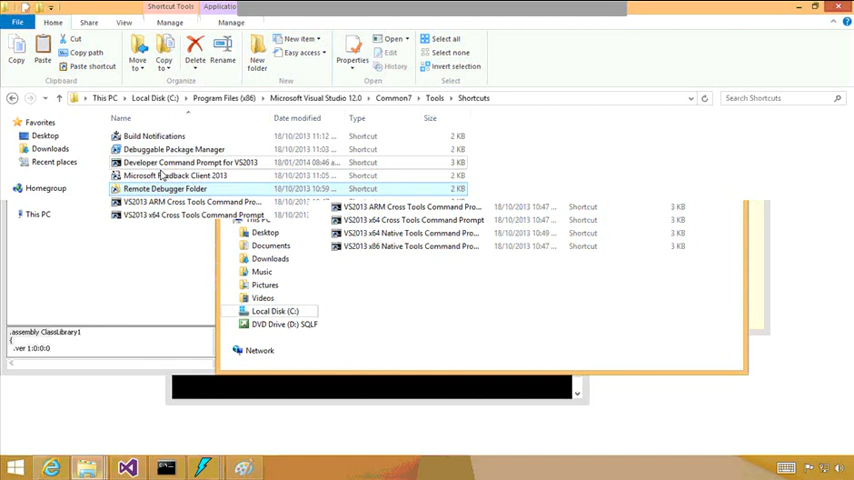 Shortcut Tools
Applicatio
File
Home
Share
View
Manage
Manage
Copy
Paste
Cut
Copy path
Paste shortcut
Clipboard
Move to
Copy to
Delete
Rename
Organize
New folder
New item
Easy access
New
Properties
Open
Edit
History
Open
Select all
Select none
Invert selection
Select
This PC
Local Disk (C:)
Program Files (x86)
Microsoft Visual Studio 12.0
Common7
Tools
Shortcuts
Search Shortcuts
Favorites
Desktop
Downloads
Recent places
Homegroup
This PC
Name
Date modified
Type
Size
Build Notifications 18/10/2013 11:12 ... Shortcut 2 KB
Debuggable Package Manager 18/10/2013 11:11 ... Shortcut 2 KB
Developer Command Prompt for VS2013 18/01/2014 08:46 a... Shortcut 3 KB
Microsoft Feedback Client 2013 18/10/2013 11:05 ... Shortcut 2 KB
Remote Debugger Folder 18/10/2013 10:59 ... Shortcut 2 KB
VS2013 ARM Cross Tools Command Pro...
VS2013 x64 Cross Tools Command Prompt 18/10/201
VS2013 ARM Cross Tools Command Pro... 18/10/2013 10:47 ... Shortcut 3 KB
VS2013 x64 Cross Tools Command Prompt 18/10/2013 10:47 ... Shortcut 3 KB
VS2013 x64 Native Tools Command Pro... 18/10/2013 10:49 ... Shortcut 3 KB
VS2013 x86 Native Tools Command Pro... 18/10/2013 10:47 ... Shortcut 3 KB
This PC
Desktop
Documents
Downloads
Music
Pictures
Videos
Local Disk (C:)
DVD Drive (D:) SQLF
Network
.assembly ClassLibrary1
{
.ver 1:0:0:0